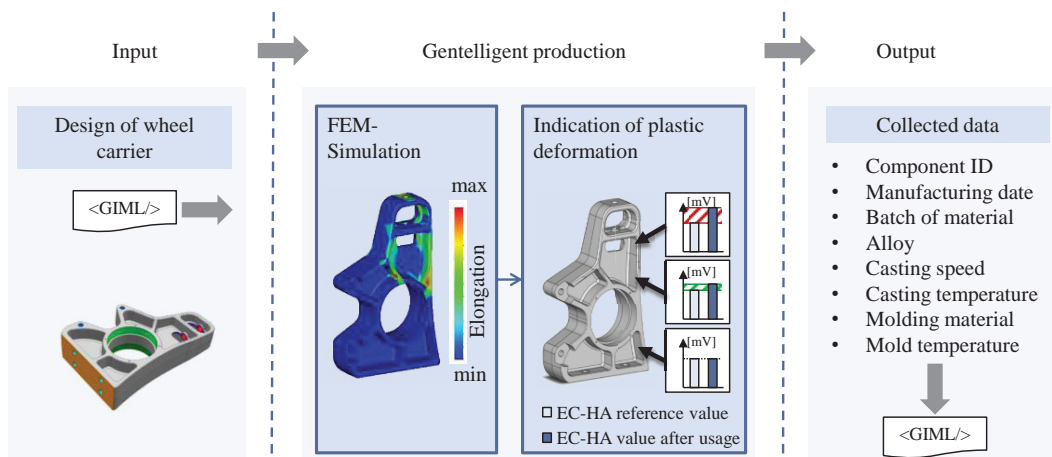 Input
Gentelligent production
Output
Design of wheel
carrier
<GIML/>
FEM-
Simulation
max
Elongation
min
Indication of plastic
deformation
[mV]
[mV]
[mV]
EC-HA reference value
EC-HA value after usage
Collected data
• Component ID
• Manufacturing date
• Batch of material
• Alloy
• Casting speed
• Casting temperature
• Molding material
• Mold temperature
<GIML/>